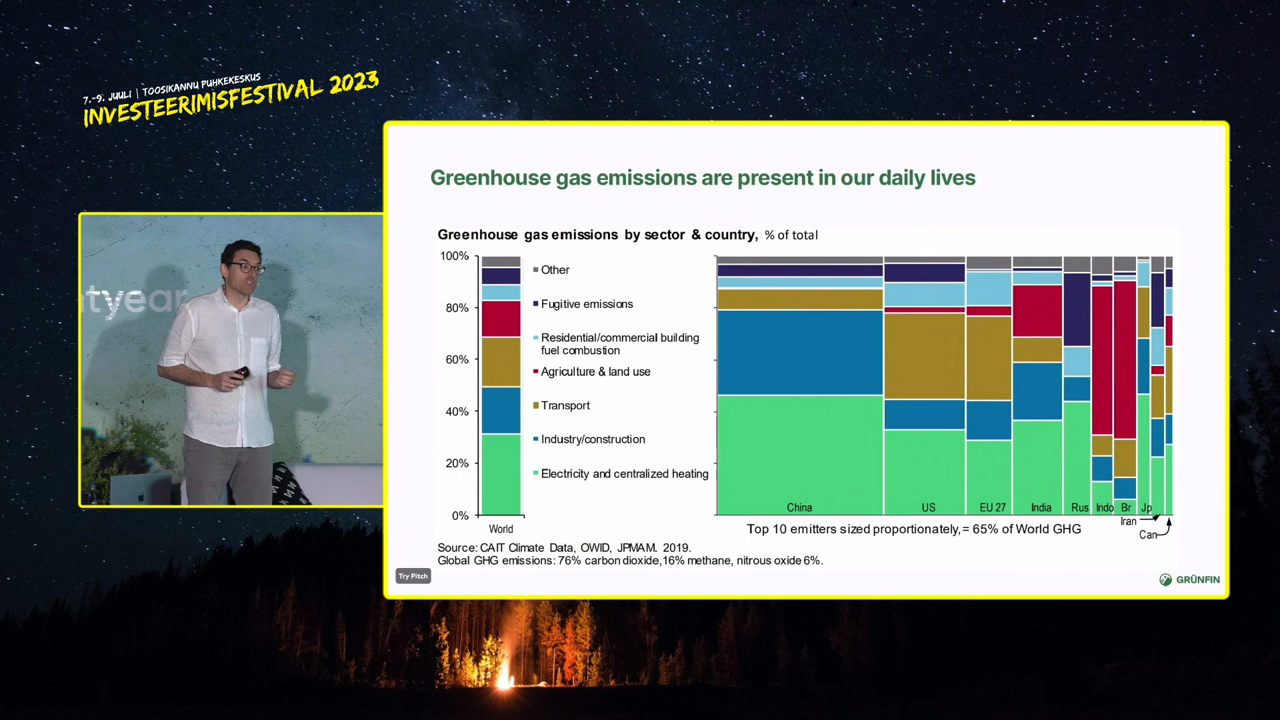 7.-9. JUULI | TOOSIKANNU PUHKEKESKUS
INVESTEERIMISFESTIVAL 2023
tyear
Greenhouse gas emissions are present in our daily lives
Greenhouse gas emissions by sector & country, % of total
100%
80%
60%
40%
20%
0%
World
Other
Fugitive emissions
Residential/commercial building
fuel combustion
Agriculture & land use
Transport
Industry/construction
Electricity and centralized heating
China
US
EU 27
India
Rus
Indo
Br
Jp
Iran
Can
Top 10 emitters sized proportionately, = 65% of World GHG
Source: CAIT Climate Data, OWID, JPMAM. 2019.
Global GHG emissions: 76% carbon dioxide,16% methane, nitrous oxide 6%.
Try Pitch
GRÜNFIN